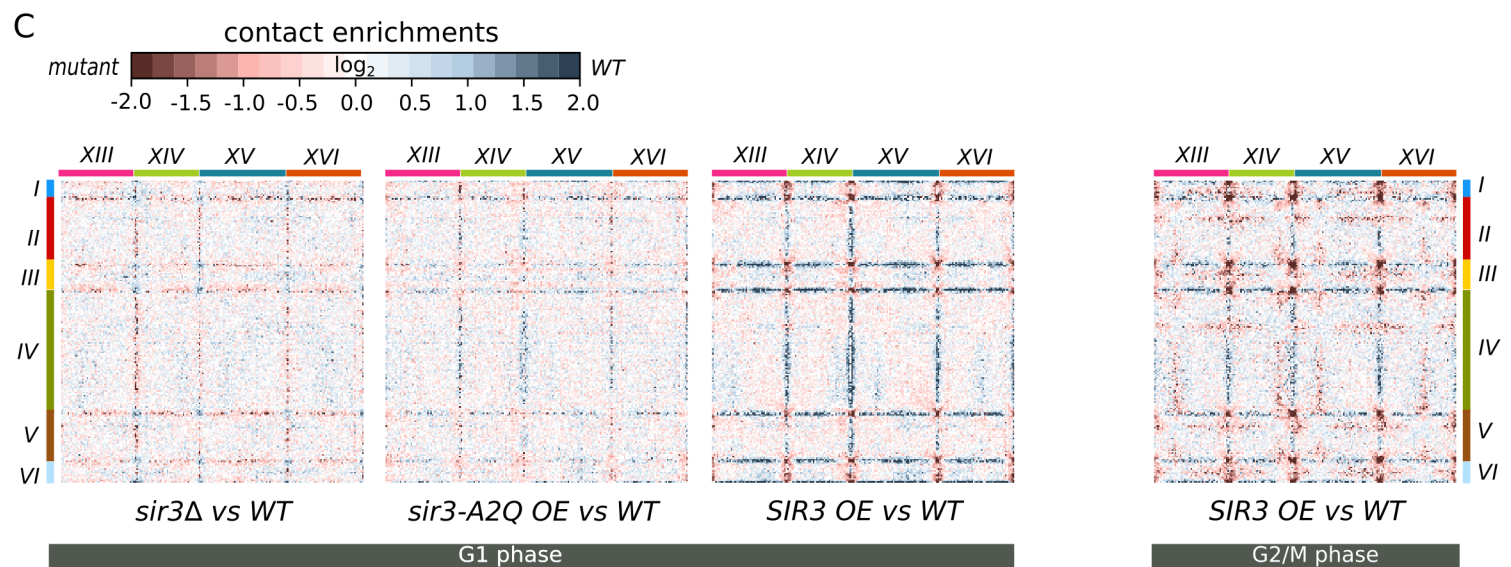 C
contact enrichments
mutant log₂ WT
-2.0 -1.5 -1.0 -0.5 0.0 0.5 1.0 1.5 2.0
XIII XIV XV XVI XIII XIV XV XVI XIII XIV XV XVI XIII XIV XV XVI
I I
II II
III III
IV IV
V V
VI VI
sir3Δ vs WT sir3-A2Q OE vs WT SIR3 OE vs WT SIR3 OE vs WT
G1 phase G2/M phase